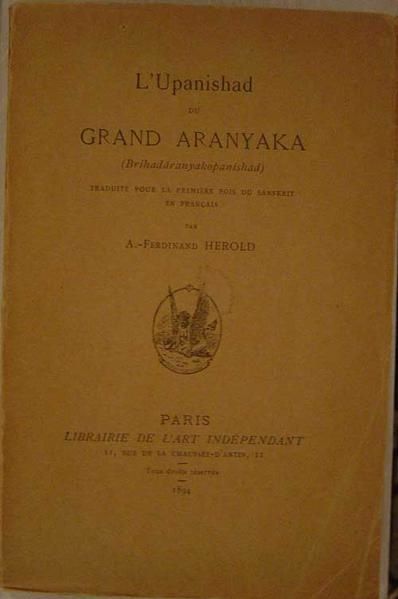 L'Upanishad
DU
GRAND ARANYAKA
(Brihadâranyakopanishad)
TRADUITE POUR LA PREMIÈRE FOIS DU SANSKRIT
EN FRANÇAIS
PAR
A.-FERDINAND HEROLD
PARIS
LIBRAIRIE DE L'ART INDÉPENDANT
11, RUE DE LA CHAUSSÉE-D'ANTIN, 11
Tous droits réservés
1894